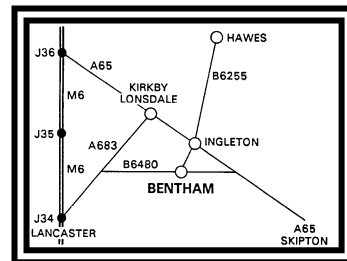 HAWES
J36
A65
B6255
KIRKBY
LONSDALE
M6
J35
A683
INGLETON
B6480
M6
BENTHAM
J34
LANCASTER
A65
SKIPTON